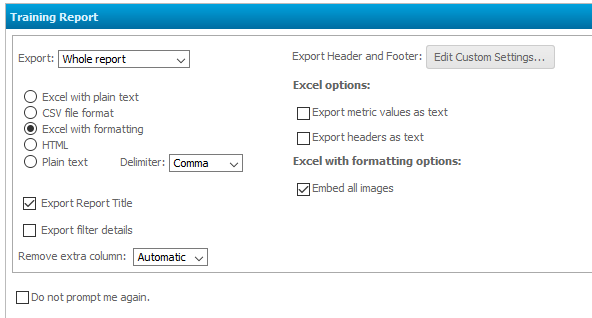 Training Report
Export: Whole report
Excel with plain text
CSV file format
Excel with formatting
HTML
Plain text Delimiter: Comma
Export Report Title
Export filter details
Remove extra column: Automatic
Export Header and Footer: Edit Custom Settings...
Excel options:
Export metric values as text
Export headers as text
Excel with formatting options:
Embed all images
Do not prompt me again.